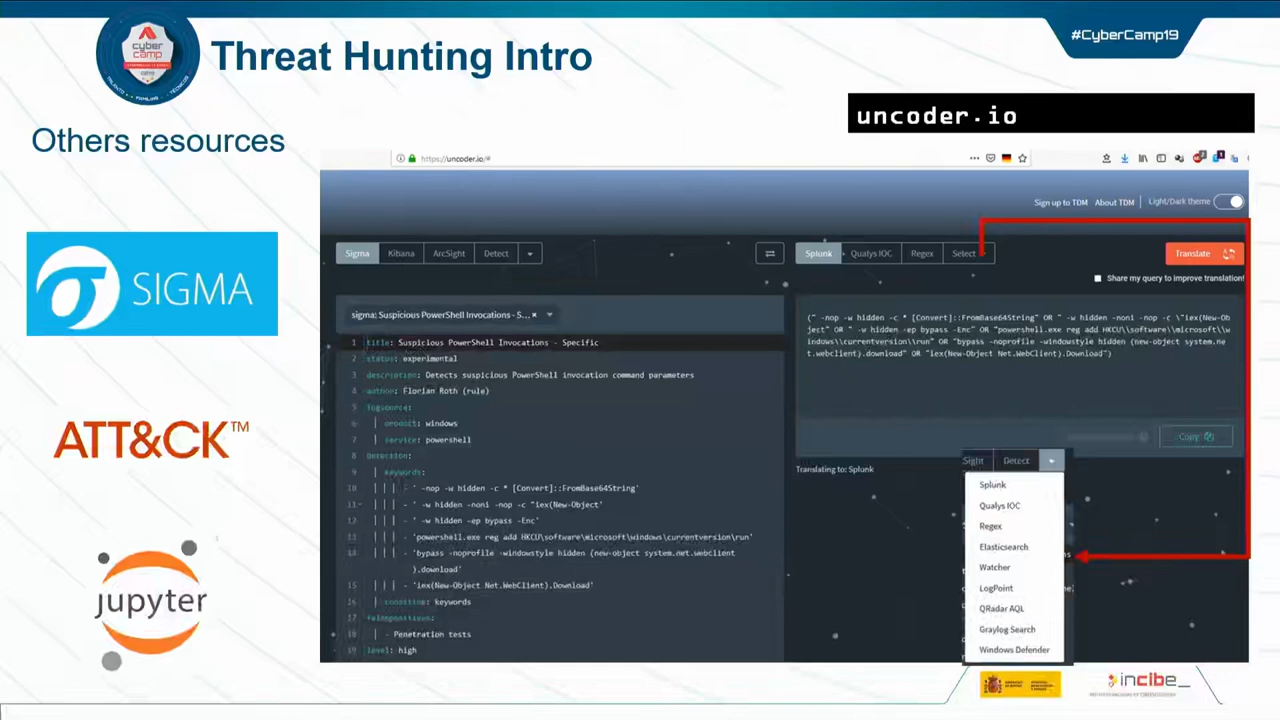 Threat Hunting Intro
#CyberCamp19
cyber
camp
Others resources
uncoder.io
https://uncoder.io/#
Sign up to TDM About TDM Light/Dark theme
Sigma Kibana ArcSight Detect
Splunk Qualys IOC Regex Select
Translate
Share my query to improve translation!
SIGMA
sigma: Suspicious PowerShell Invocations - S... ×
1 title: Suspicious PowerShell Invocations - Specific
2 status: experimental
3 description: Detects suspicious PowerShell invocation command parameters
4 author: Florian Roth (rule)
5 logsource:
6 product: windows
7 service: powershell
8 detection:
9 keywords:
10 - ' -nop -w hidden -c * [Convert]::FromBase64String'
11 - ' -w hidden -noni -nop -c "iex(New-Object'
12 - ' -w hidden -ep bypass -Enc'
13 - 'powershell.exe reg add HKCU\software\microsoft\windows\currentversion\run'
14 - 'bypass -noprofile -windowstyle hidden (new-object system.net.webclient
).download'
15 - 'iex(New-Object Net.WebClient).Download'
16 condition: keywords
17 falsepositives:
18 - Penetration tests
19 level: high
(" -nop -w hidden -c * [Convert]::FromBase64String" OR " -w hidden -noni -nop -c \"iex(New-Ob
ject" OR " -w hidden -ep bypass -Enc" OR "powershell.exe reg add HKCU\\software\\microsoft\\w
indows\\currentversion\\run" OR "bypass -noprofile -windowstyle hidden (new-object system.ne
t.webclient).download" OR "iex(New-Object Net.WebClient).Download")
Copy
Translating to: Splunk
Sight Detect
Splunk
Qualys IOC
Regex
Elasticsearch
Watcher
LogPoint
QRadar AQL
Graylog Search
Windows Defender
ATT&CK™
jupyter
incibe_